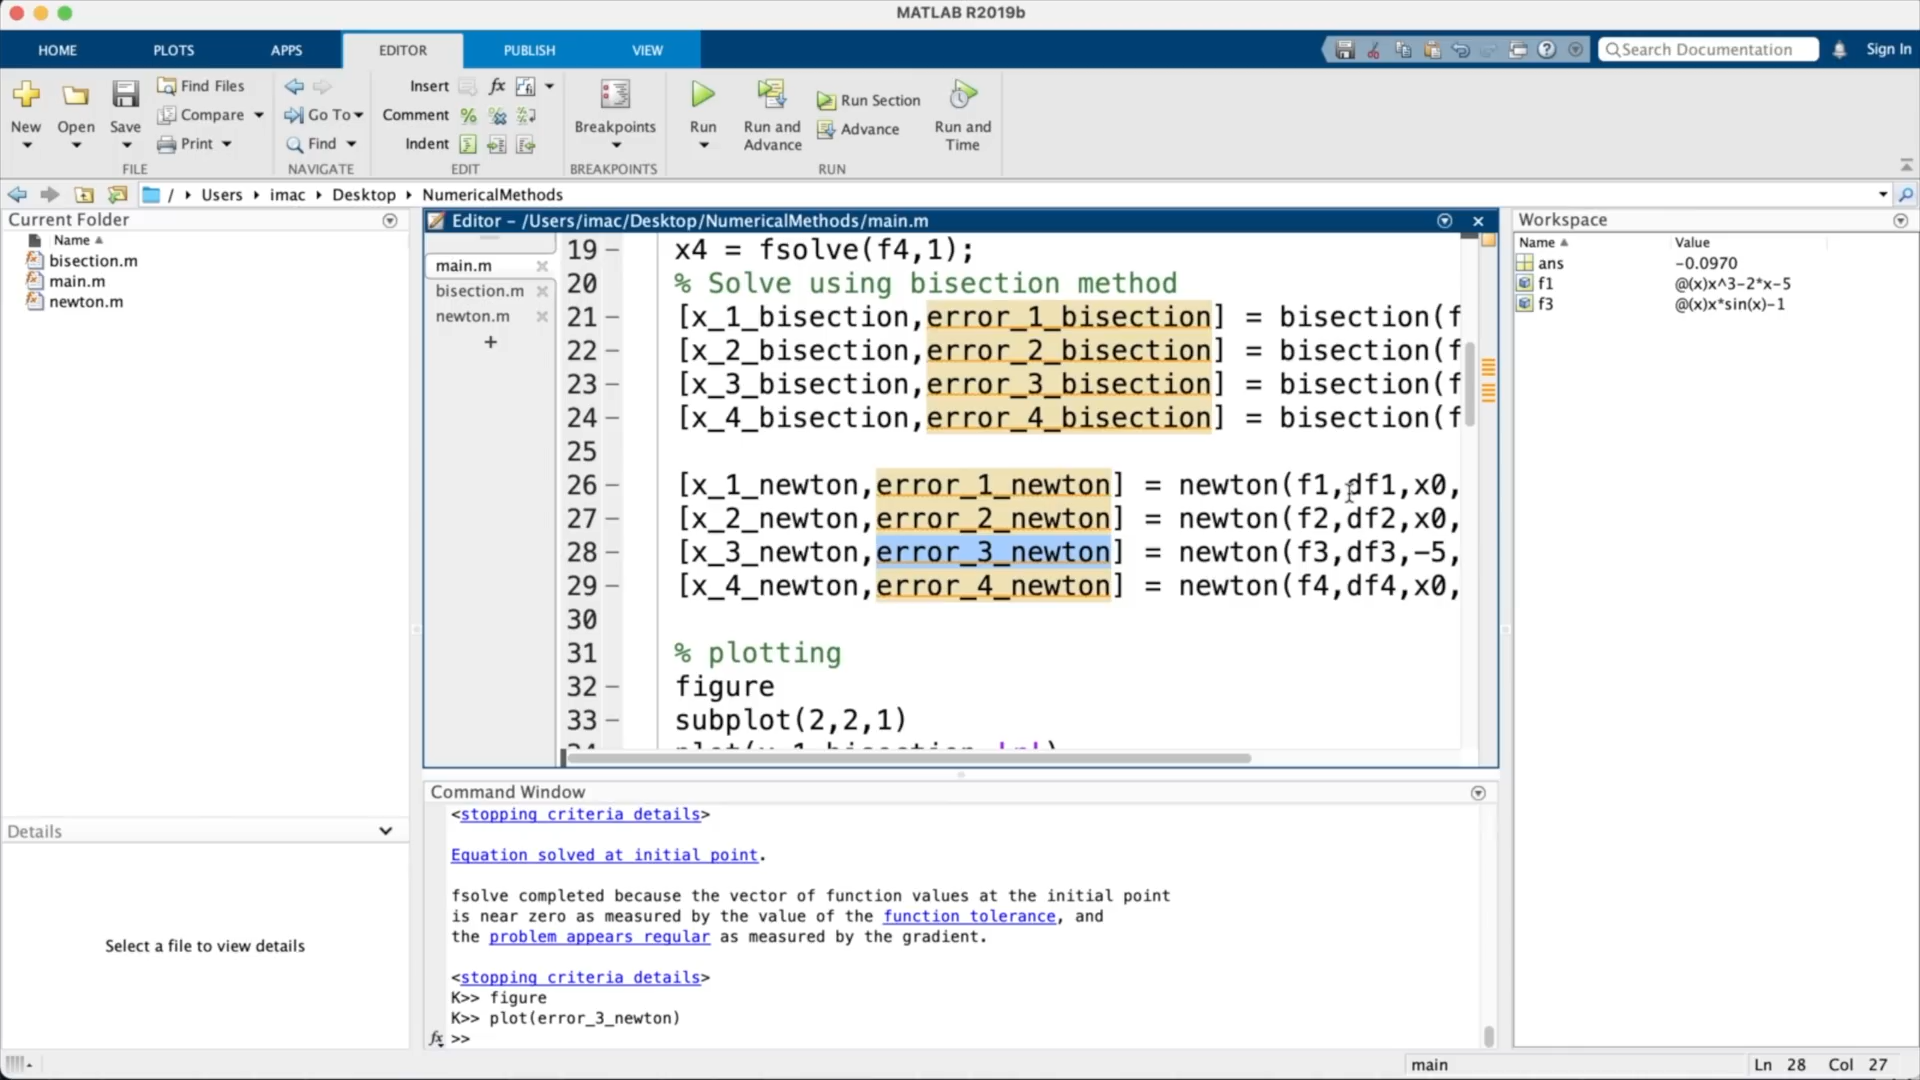 MATLAB R2019b
HOME PLOTS APPS EDITOR PUBLISH VIEW
Search Documentation Sign In
New Open Save Find Files Compare Print FILE
Go To Find NAVIGATE
Insert fx Comment Indent EDIT
Breakpoints BREAKPOINTS
Run Run and Advance Run Section Advance Run and Time RUN
/ Users imac Desktop NumericalMethods
Current Folder
Name
bisection.m
main.m
newton.m
Details
Select a file to view details
Editor – /Users/imac/Desktop/NumericalMethods/main.m
main.m
bisection.m
newton.m
+
19 – x4 = fsolve(f4,1);
20 % Solve using bisection method
21 – [x_1_bisection,error_1_bisection] = bisection(f
22 – [x_2_bisection,error_2_bisection] = bisection(f
23 – [x_3_bisection,error_3_bisection] = bisection(f
24 – [x_4_bisection,error_4_bisection] = bisection(f
25
26 – [x_1_newton,error_1_newton] = newton(f1,df1,x0,
27 – [x_2_newton,error_2_newton] = newton(f2,df2,x0,
28 – [x_3_newton,error_3_newton] = newton(f3,df3,–5,
29 – [x_4_newton,error_4_newton] = newton(f4,df4,x0,
30
31 % plotting
32 – figure
33 – subplot(2,2,1)
Command Window
<stopping criteria details>
Equation solved at initial point.
fsolve completed because the vector of function values at the initial point
is near zero as measured by the value of the function tolerance, and
the problem appears regular as measured by the gradient.
<stopping criteria details>
K>> figure
K>> plot(error_3_newton)
fx >>
Workspace
Name Value
ans -0.0970
f1 @(x)x^3-2*x-5
f3 @(x)x*sin(x)-1
main Ln 28 Col 27